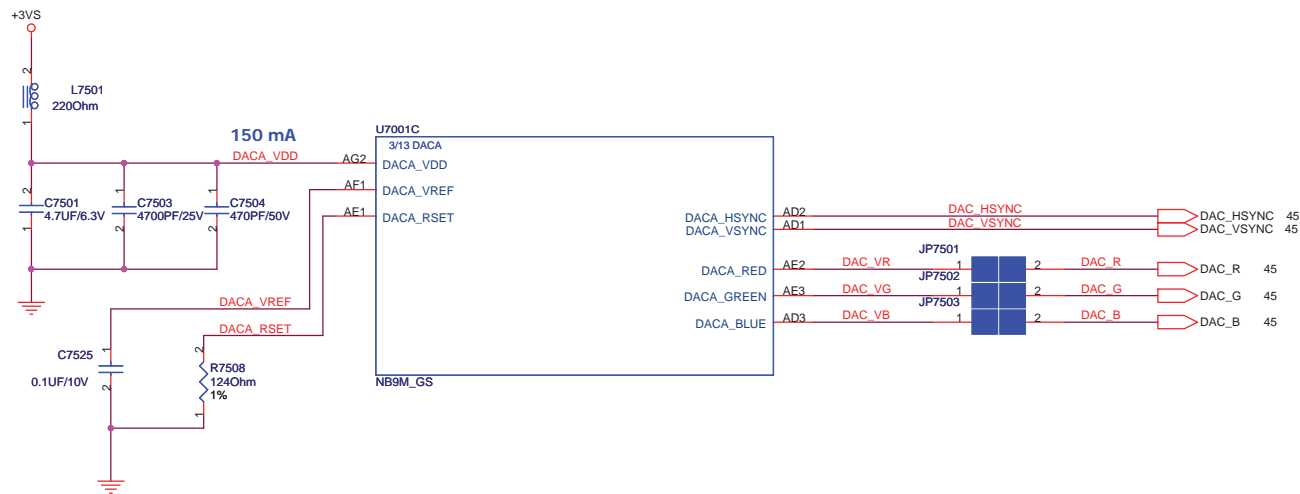 +3VS
2
L7501
220Ohm
1
150 mA
DACA_VDD
U7001C
3/13 DACA
AG2 DACA_VDD
AF1 DACA_VREF
AE1 DACA_RSET
2 C7501
4.7UF/6.3V
1
1 C7503
4700PF/25V
2
1 C7504
470PF/50V
2
DACA_HSYNC AD2 DAC_HSYNC DAC_HSYNC 45
DACA_VSYNC AD1 DAC_VSYNC DAC_VSYNC 45
JP7501
DACA_RED AE2 DAC_VR 1 2 DAC_R DAC_R 45
JP7502
DACA_GREEN AE3 DAC_VG 1 2 DAC_G DAC_G 45
JP7503
DACA_BLUE AD3 DAC_VB 1 2 DAC_B DAC_B 45
DACA_VREF
DACA_RSET
1
C7525
0.1UF/10V
2
2
R7508
124Ohm
1%
1
NB9M_GS